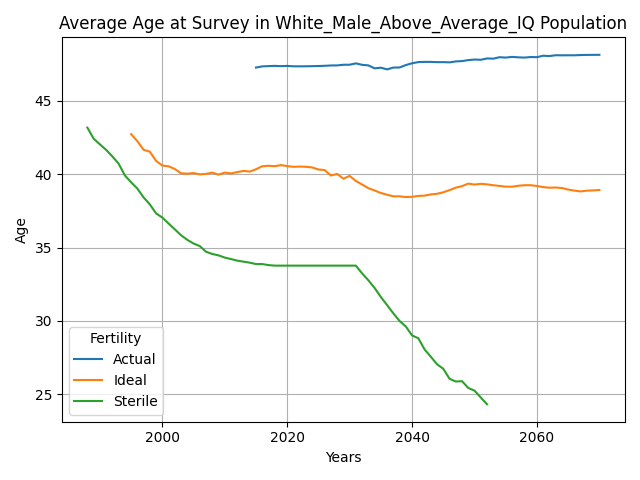 Average Age at Survey in White_Male_Above_Average_IQ Population
Age
45
40
35
30
25
Fertility
Actual
Ideal
Sterile
2000
2020
2040
2060
Years